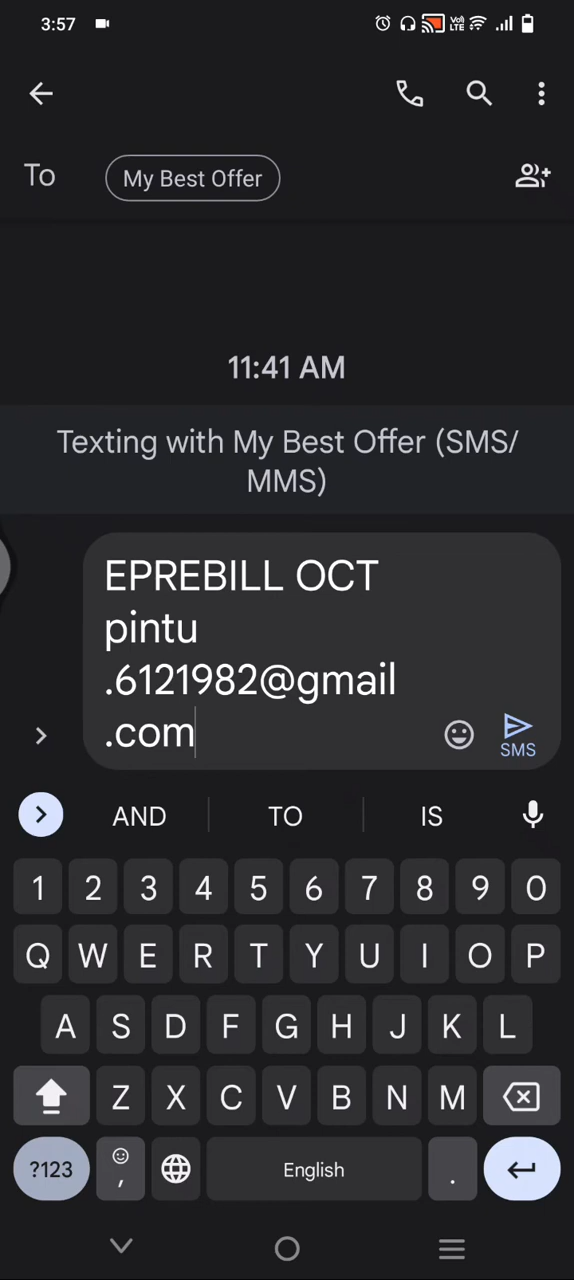 3:57
Vo)
LTE
To
My Best Offer
11:41 AM
Texting with My Best Offer (SMS/
MMS)
EPREBILL OCT
pintu
.6121982@gmail
.com
SMS
AND TO IS
1 2 3 4 5 6 7 8 9 0
Q W E R T Y U I O P
A S D F G H J K L
Z X C V B N M
?123 , English .